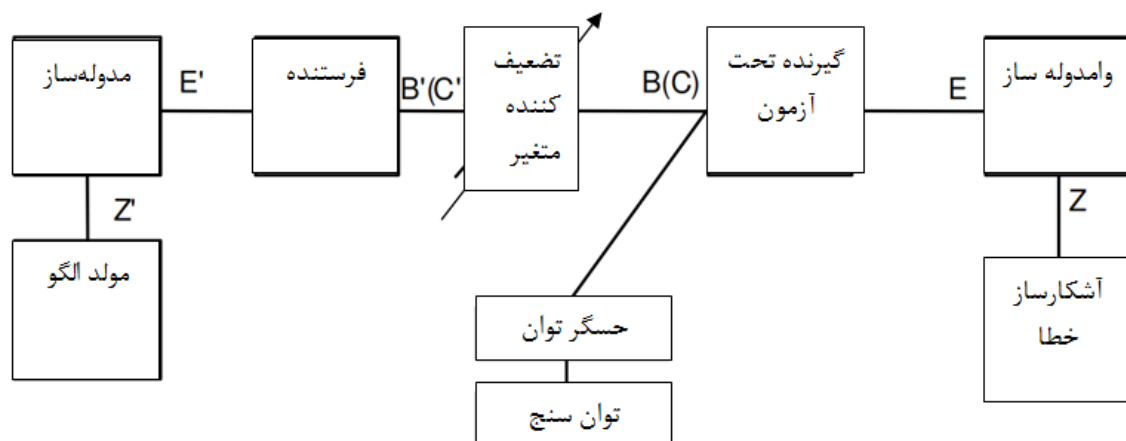 مدوله‌ساز
E'
فرستنده
B'(C'
تضعیف
کننده
متغیر
B(C)
گیرنده تحت
آزمون
E
وامدوله ساز
Z'
Z
مولد الگو
آشکارساز
خطا
حسگر توان
توان سنج